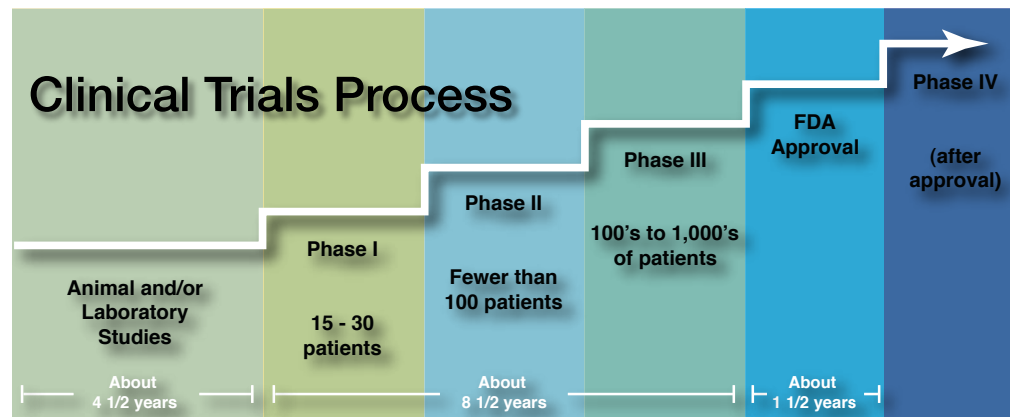 Clinical Trials Process
Animal and/or
Laboratory
Studies
Phase I
15 - 30
patients
Phase II
Fewer than
100 patients
Phase III
100's to 1,000's
of patients
FDA
Approval
Phase IV
(after
approval)
About
4 1/2 years
About
8 1/2 years
About
1 1/2 years